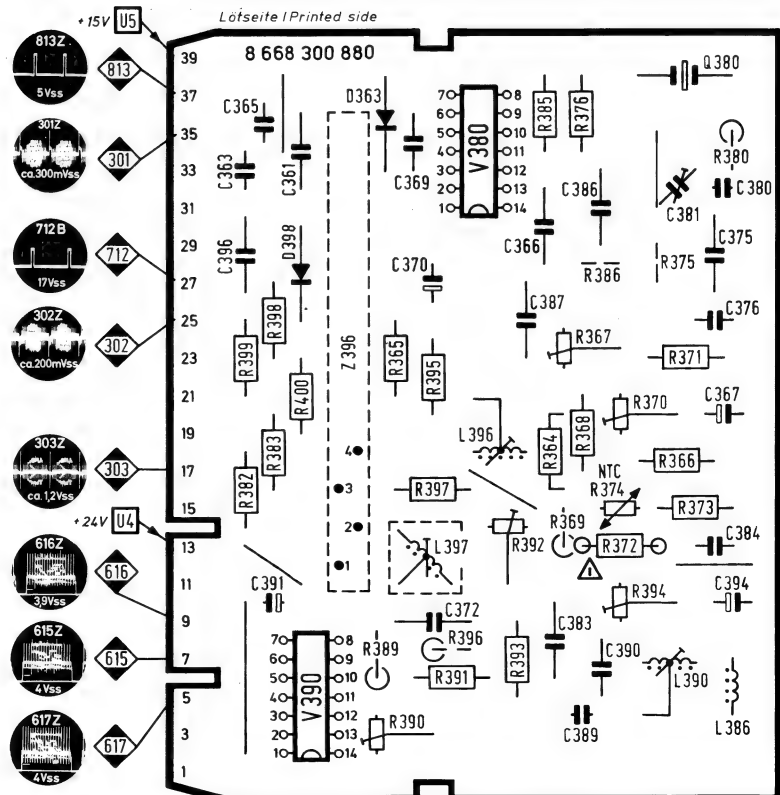 +15V U5
Lötseite / Printed side
8 668 300 880
813Z
5Vss
813
301Z
ca.300mVss
301
712B
17Vss
712
302Z
ca.200mVss
302
303Z
ca.1,2Vss
303
+24V U4
616Z
3,9Vss
616
615Z
4Vss
615
617Z
4Vss
617
39
37
35
33
31
29
27
25
23
21
19
17
15
13
11
9
7
5
3
1
C365
D363
C363
C361
C369
7 8
6 9
5 10
4 11
3 12
2 13
1 14
V380
R385
R376
Q380
R380
C380
C381
C386
C366
C375
R375
R386
C396
D398
C370
C387
C376
R398
R399
R400
Z396
R365
R395
R367
R371
R370
C367
L396
R364
R368
R383
R382
4
3
2
1
R397
R366
NTC
R374
R373
R369
R392
R372
C384
L397
C391
C372
R394
C394
7 8
6 9
5 10
4 11
3 12
2 13
1 14
V390
R389
R396
R391
R393
C383
C390
L390
L386
R390
C389